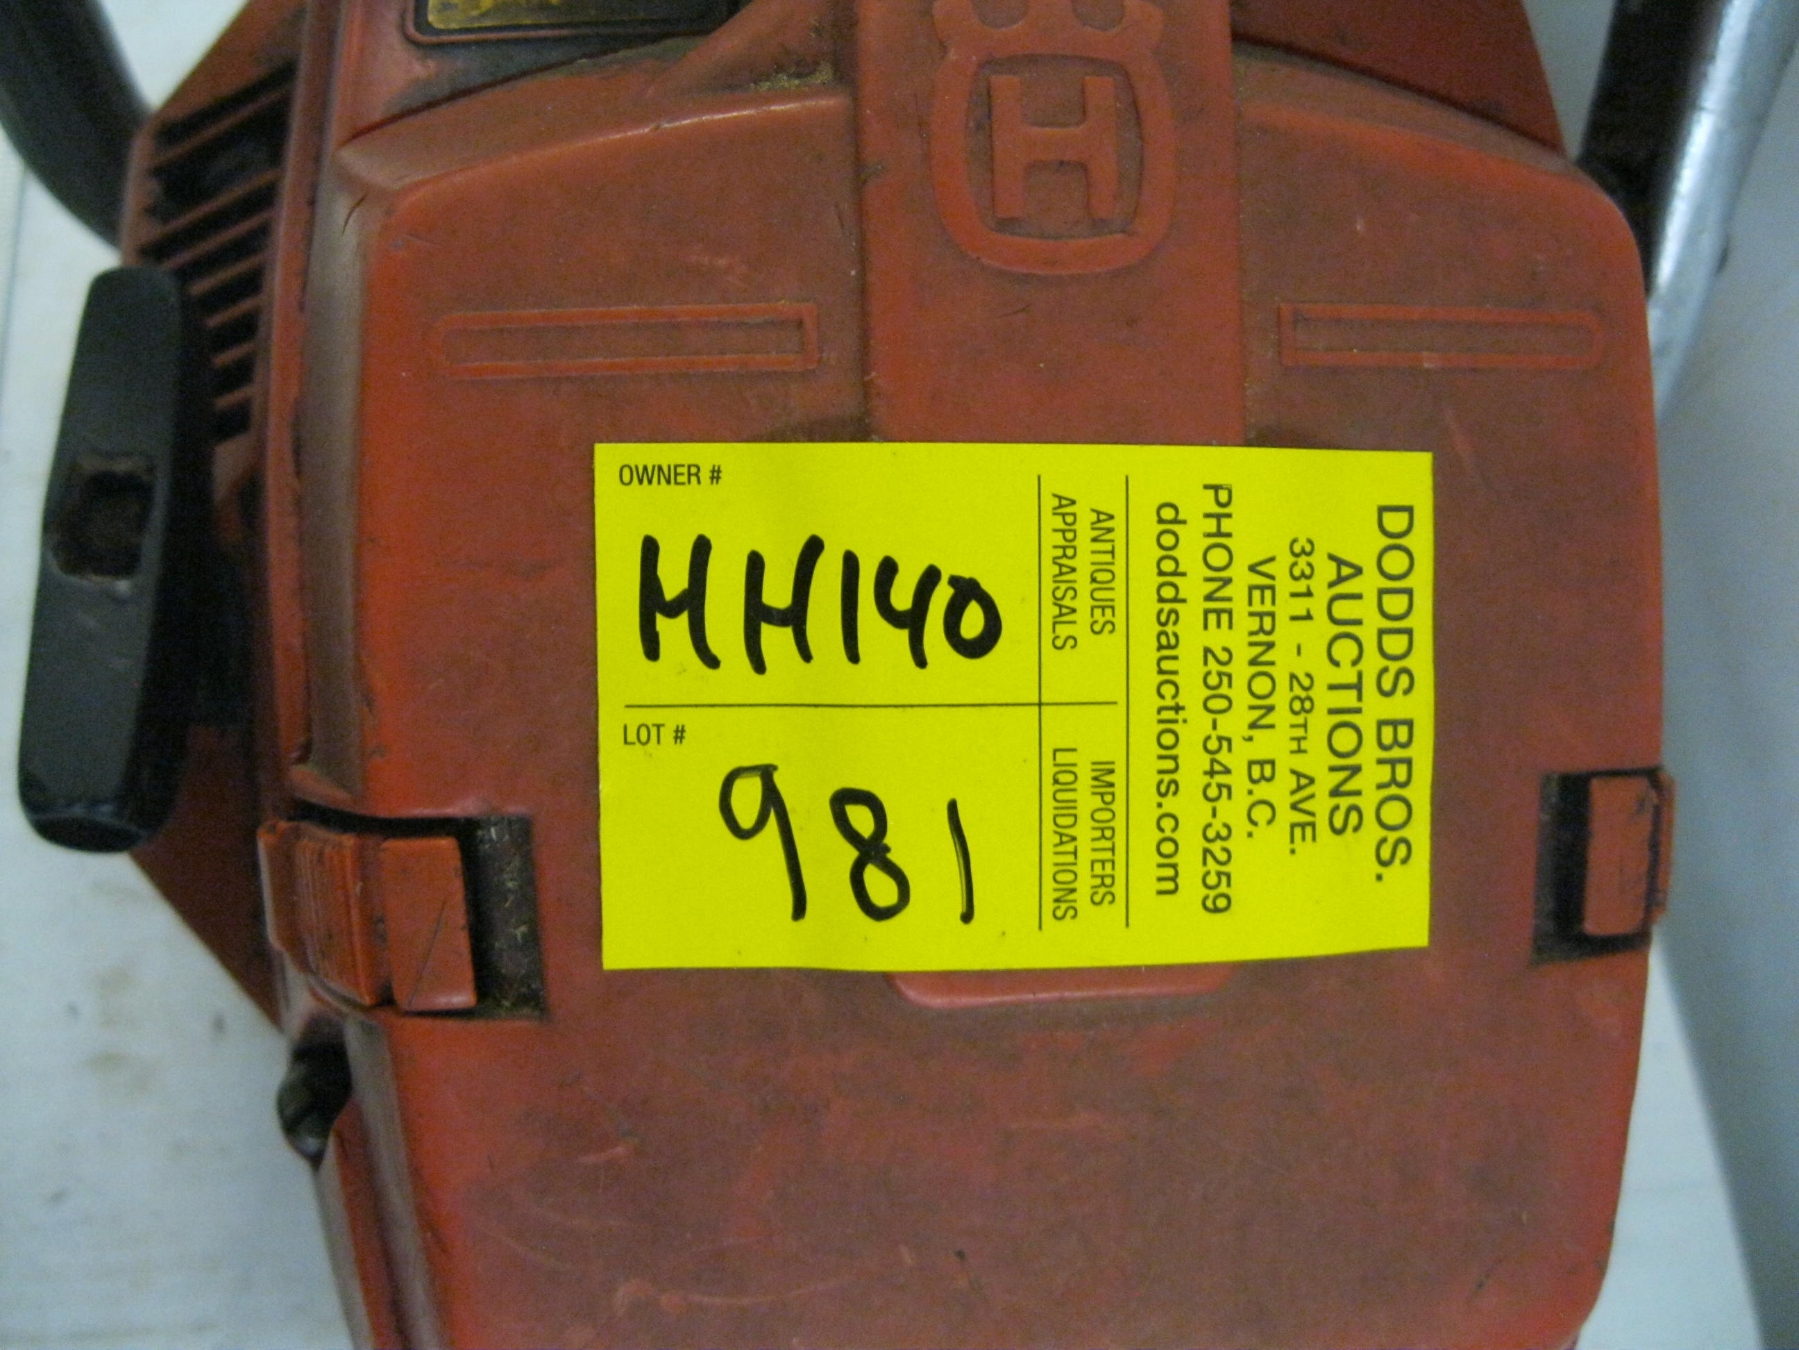 H
OWNER #
HH140
LOT #
981
ANTIQUES IMPORTERS
APPRAISALS LIQUIDATIONS
DODDS BROS.
AUCTIONS
3311 - 28TH AVE.
VERNON, B.C.
PHONE 250-545-3259
doddsauctions.com